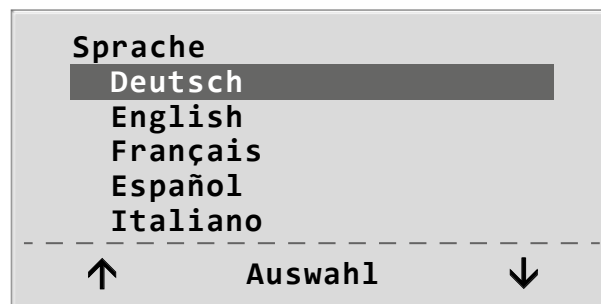 Sprache
Deutsch
English
Français
Español
Italiano
↑ Auswahl ↓